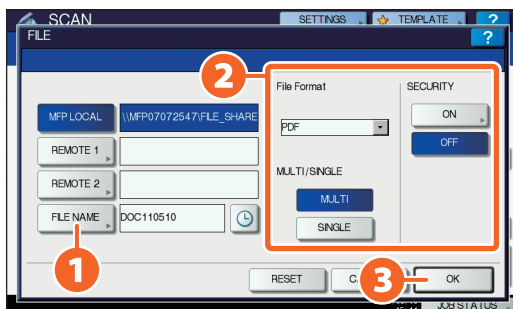 SCAN
SETTINGS
TEMPLATE
?
FILE
?
2
File Format
SECURITY
MFP LOCAL
\\MFP07072547\FILE_SHARE
PDF
ON
OFF
REMOTE 1
MULTI/SINGLE
REMOTE 2
MULTI
FILE NAME
DOC110510
SINGLE
1
RESET
C
3
OK
JOB STATUS